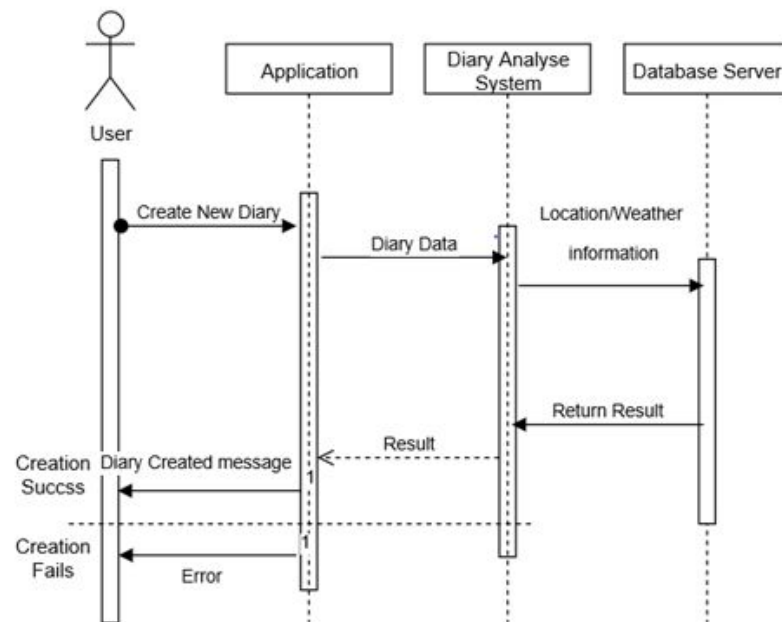 User
Application
Diary Analyse
System
Database Server
Create New Diary
Location/Weather
Diary Data
information
Return Result
Result
Creation
Succss
Diary Created message
1
1
Creation
Fails
Error